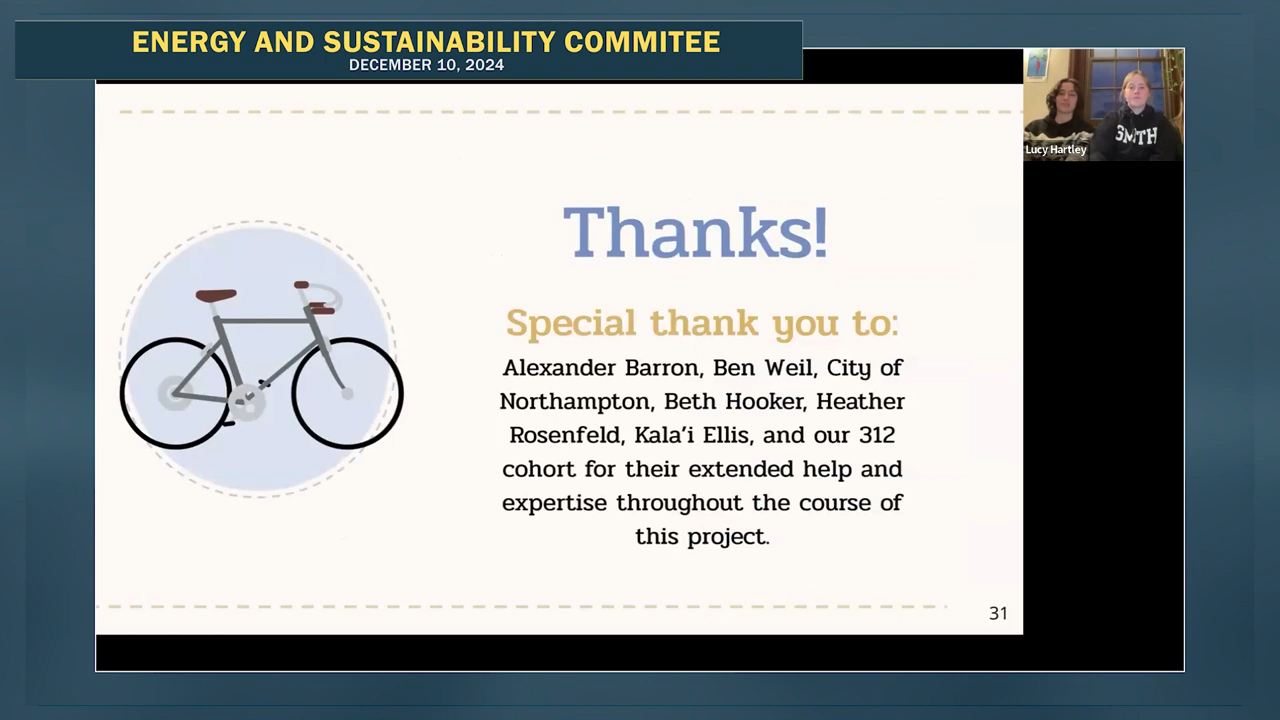 ENERGY AND SUSTAINABILITY COMMITEE
DECEMBER 10, 2024
Lucy Hartley
SMITH
Thanks!
Special thank you to:
Alexander Barron, Ben Weil, City of
Northampton, Beth Hooker, Heather
Rosenfeld, Kala’i Ellis, and our 312
cohort for their extended help and
expertise throughout the course of
this project.
31